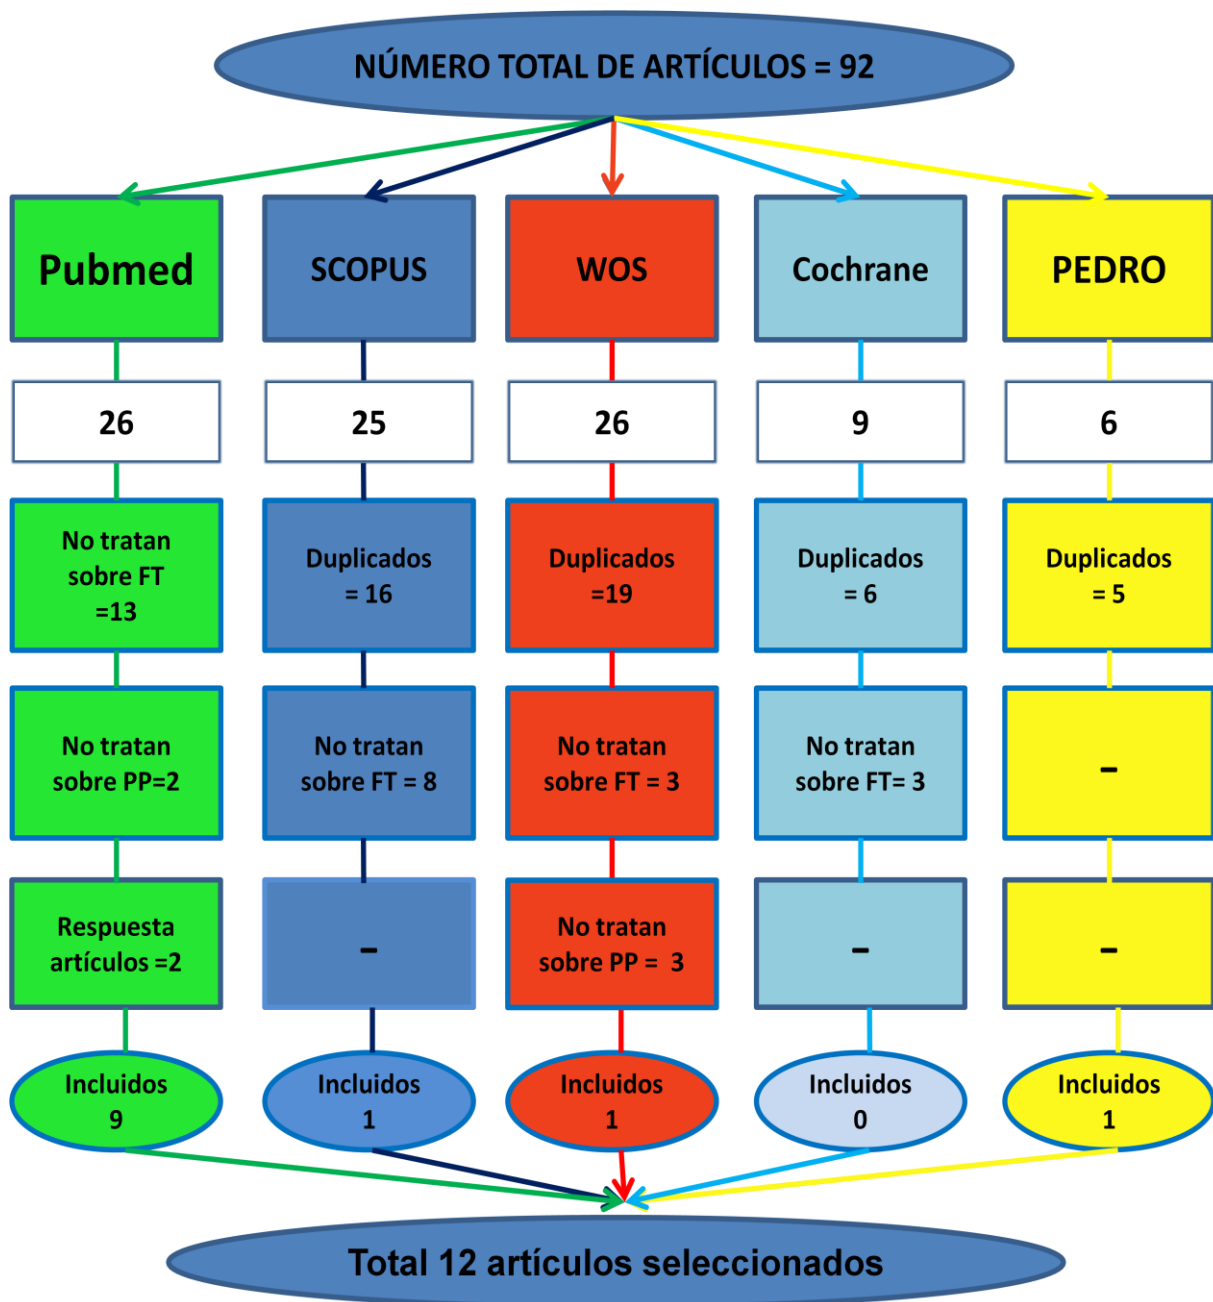 NÚMERO TOTAL DE ARTÍCULOS = 92
Pubmed
SCOPUS
WOS
Cochrane
PEDRO
26
25
26
9
6
No tratan
sobre FT
=13
Duplicados
= 16
Duplicados
=19
Duplicados
= 6
Duplicados
= 5
No tratan
sobre PP=2
No tratan
sobre FT = 8
No tratan
sobre FT = 3
No tratan
sobre FT= 3
–
Respuesta
artículos =2
–
No tratan
sobre PP = 3
–
–
Incluidos
9
Incluidos
1
Incluidos
1
Incluidos
0
Incluidos
1
Total 12 artículos seleccionados